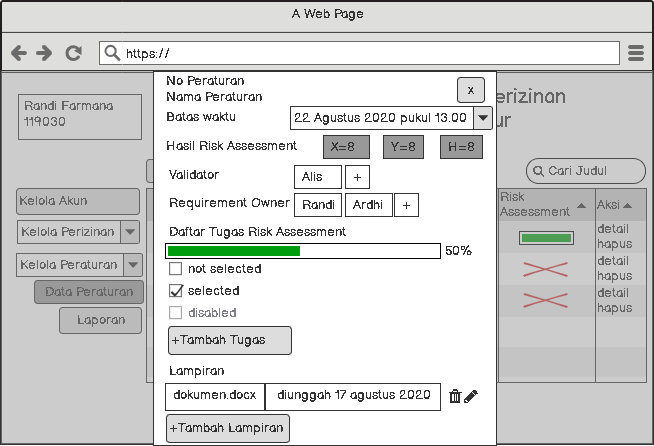 A Web Page
https://
Randi Farmana
119030
erizinan
ur
No Peraturan
x
Nama Peraturan
Batas waktu
22 Agustus 2020 pukul 13.00
Hasil Risk Assessment
X=8
Y=8
H=8
Validator
Alis
+
Requirement Owner
Randi
Ardhi
+
Daftar Tugas Risk Assessment
50%
not selected
selected
disabled
+Tambah Tugas
Lampiran
dokumen.docx
diunggah 17 agustus 2020
+Tambah Lampiran
Kelola Akun
Kelola Perizinan
Kelola Peraturan
Data Peraturan
Laporan
Cari Judul
Risk
Assessment
Aksi
detail
hapus
detail
hapus
detail
hapus